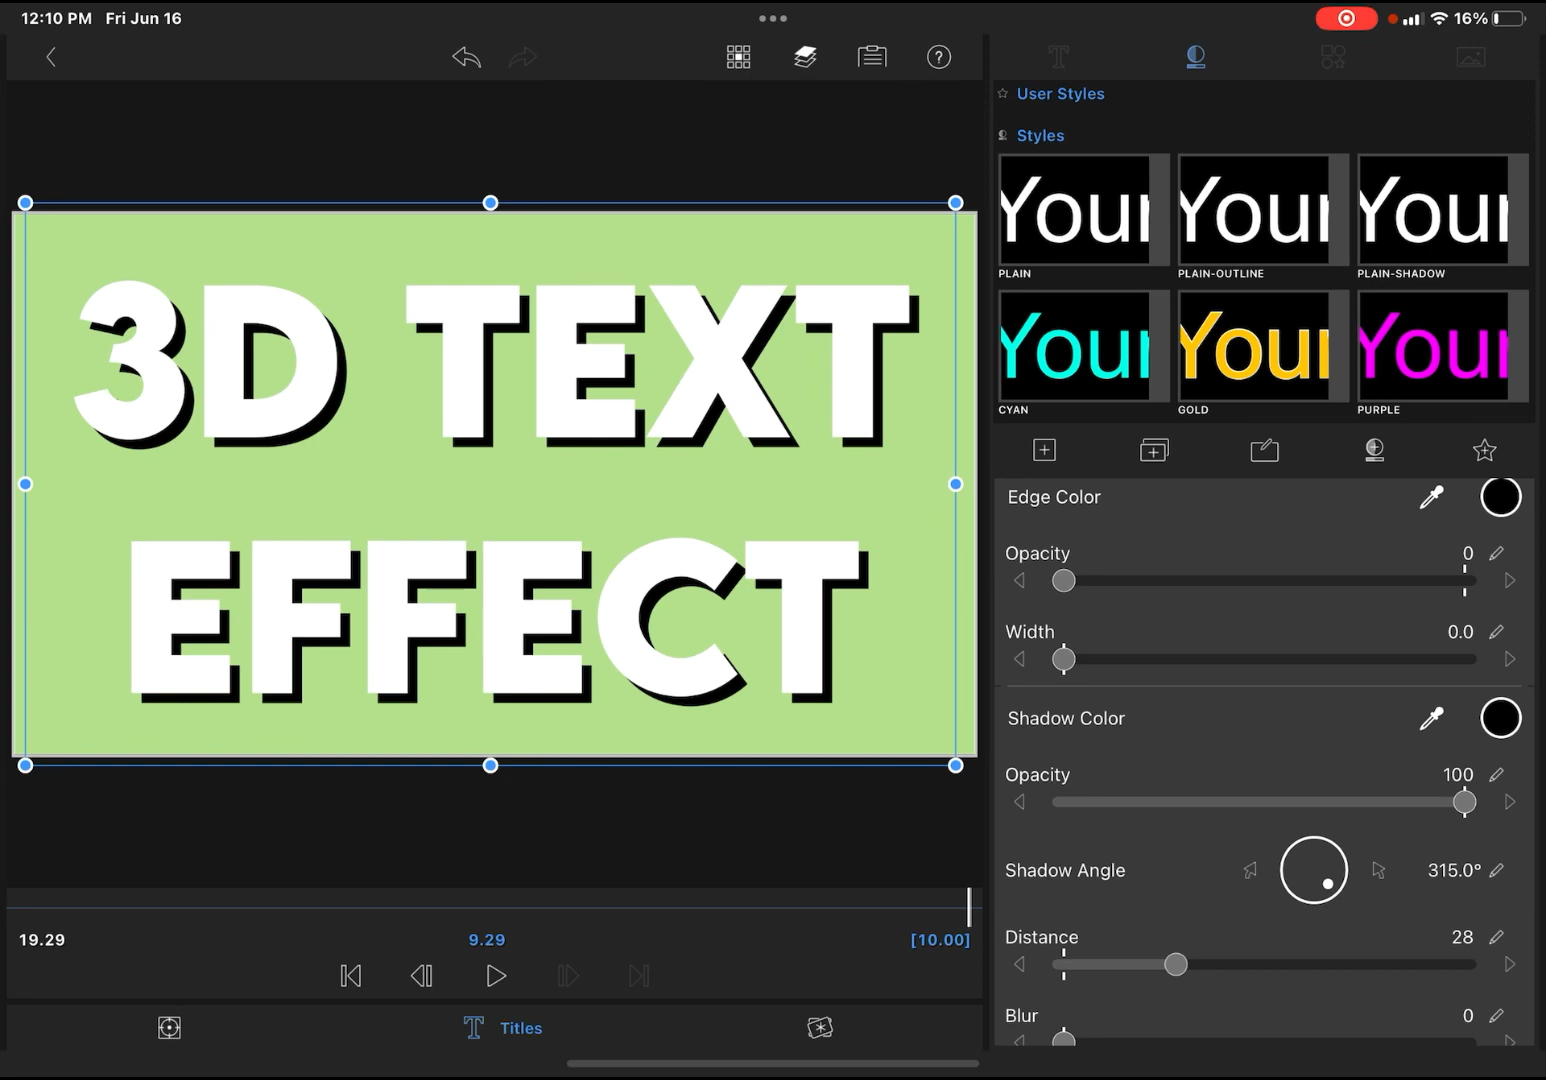 12:10 PM Fri Jun 16
16%
?
T
User Styles
Styles
Your
Your
Your
PLAIN
PLAIN-OUTLINE
PLAIN-SHADOW
Your
Your
Your
CYAN
GOLD
PURPLE
3D TEXT
EFFECT
Edge Color
Opacity 0
Width 0.0
Shadow Color
Opacity 100
Shadow Angle 315.0°
Distance 28
Blur 0
19.29 9.29 [10.00]
T Titles